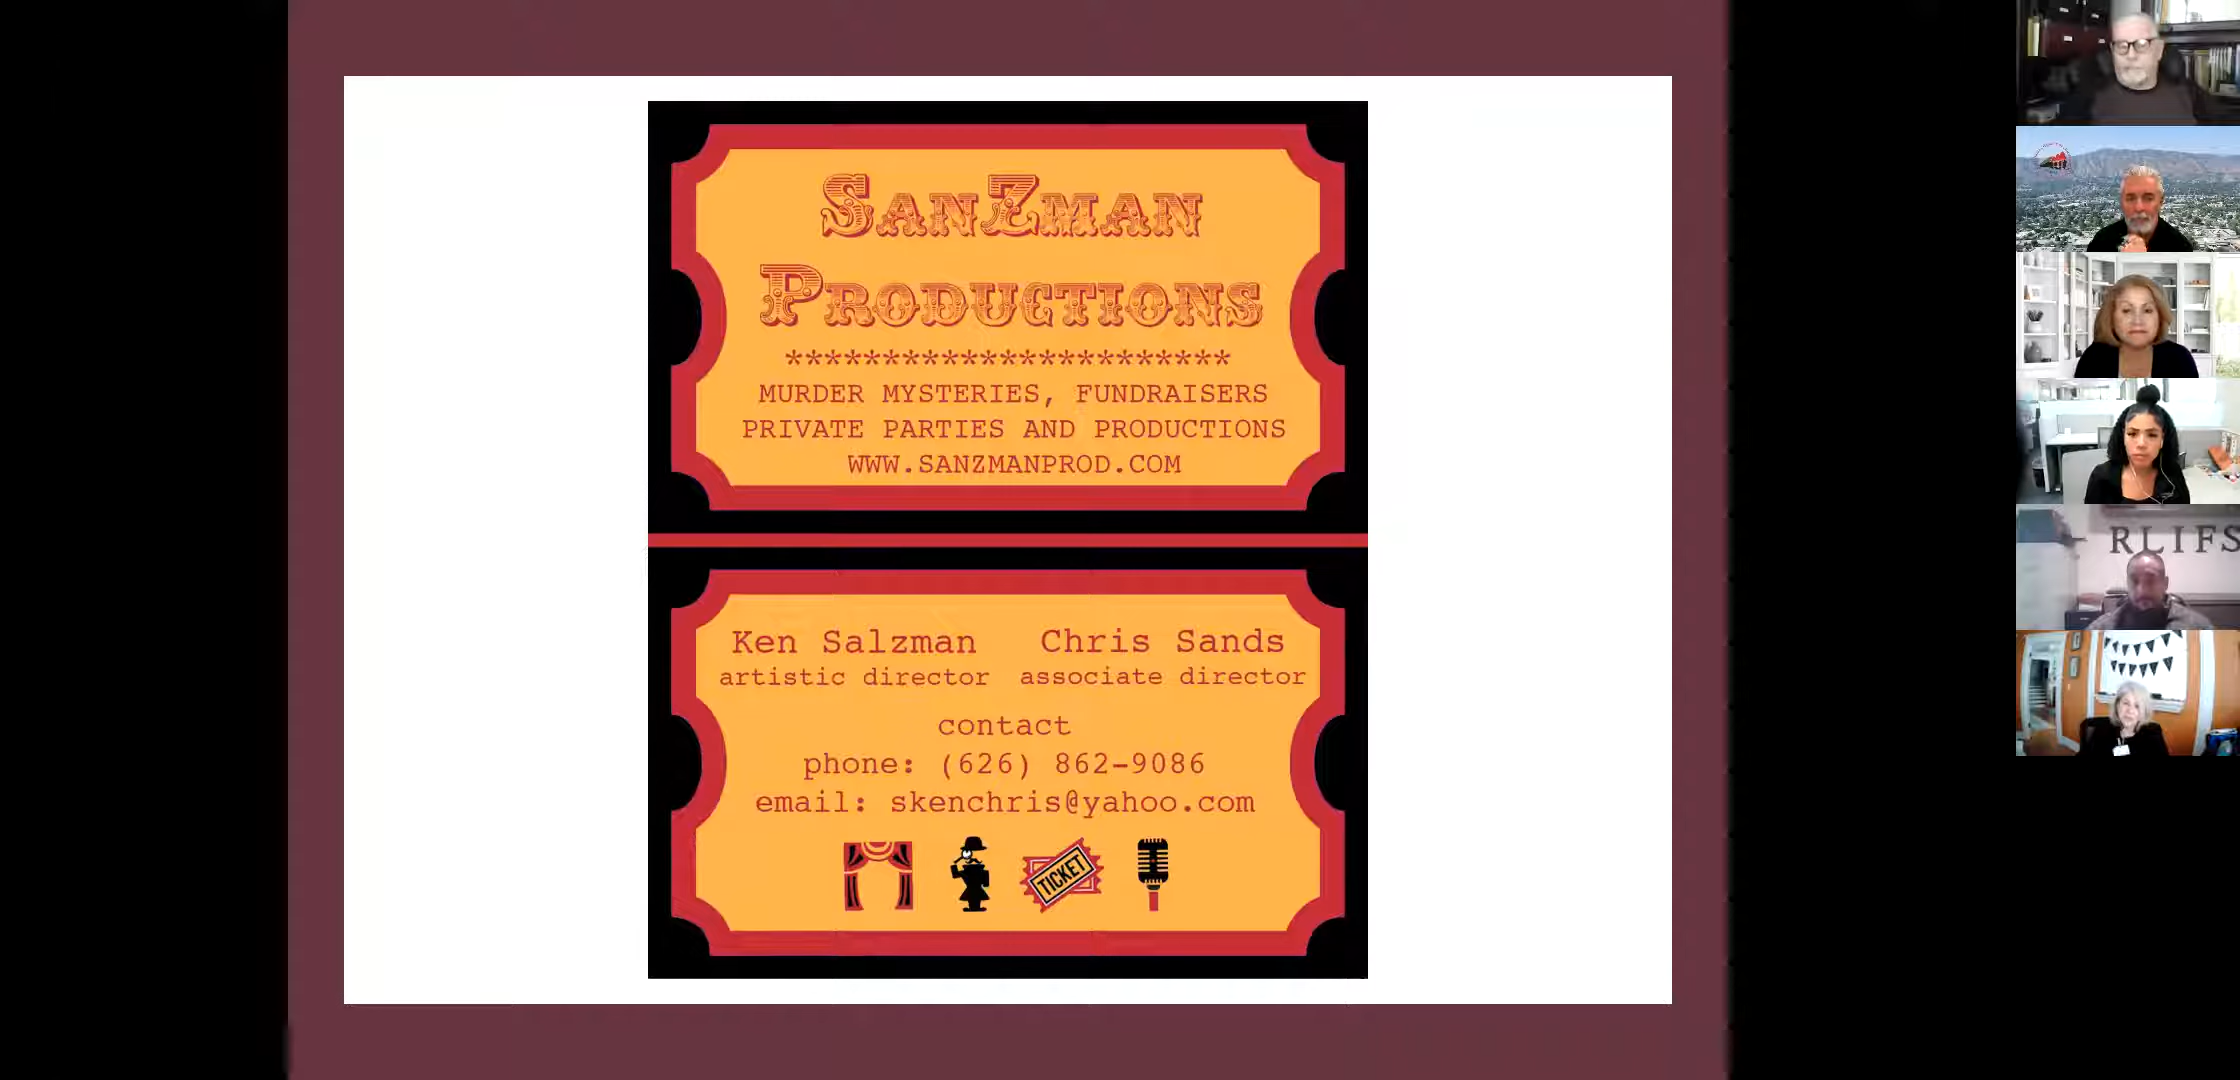 SanZman
Productions
***********************
MURDER MYSTERIES, FUNDRAISERS
PRIVATE PARTIES AND PRODUCTIONS
WWW.SANZMANPROD.COM
Ken Salzman Chris Sands
artistic director associate director
contact
phone: (626) 862-9086
email: skenchris@yahoo.com
TICKET
RLIFS